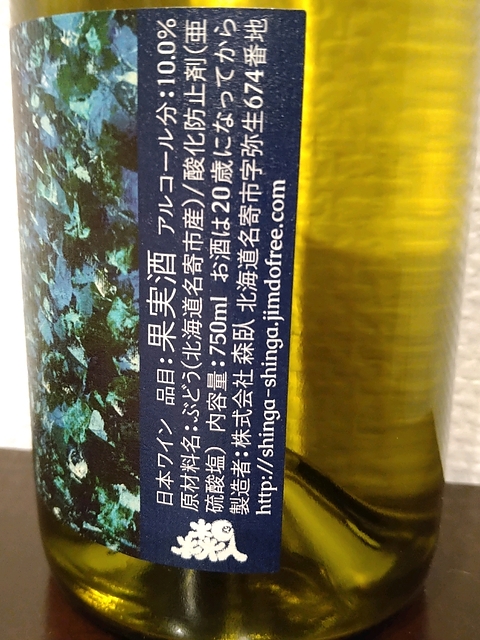 日本ワイン 品目:果実酒 アルコール分:10.0%
原材料名:ぶどう(北海道名寄市産)/酸化防止剤(亜
硫酸塩) 内容量:750ml お酒は20歳になってから
製造者:株式会社 森臥 北海道名寄市字弥生674番地
http://shinga-shinga.jimdofree.com